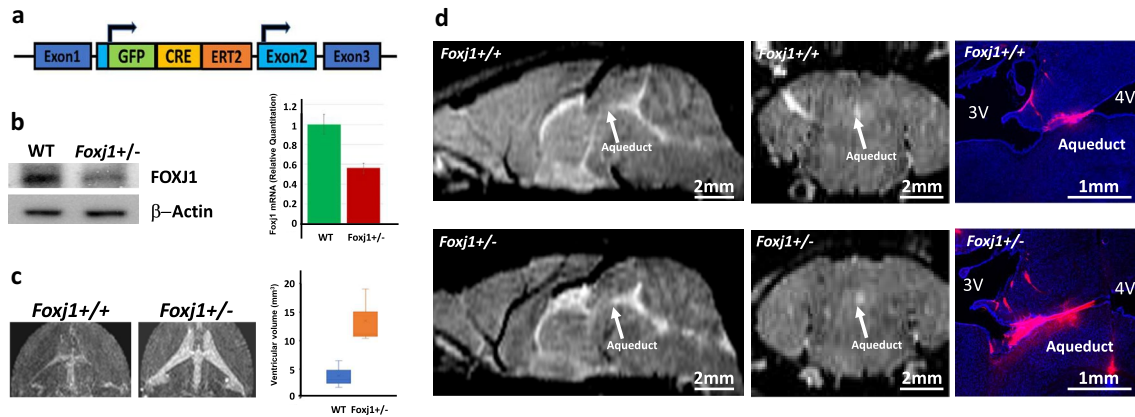 a
Exon1 GFP CRE ERT2 Exon2 Exon3
b
WT Foxj1+/-
FOXJ1
β–Actin
Foxj1 mRNA (Relative Quantitation)
1.2
1
0.8
0.6
0.4
0.2
0
WT Foxj1+/-
c
Foxj1+/+ Foxj1+/-
Ventricular volume (mm³)
20
15
10
5
0
WT Foxj1+/-
d
Foxj1+/+
Aqueduct
2mm
Foxj1+/+
Aqueduct
2mm
Foxj1+/+
3V 4V
Aqueduct
1mm
Foxj1+/-
Aqueduct
2mm
Foxj1+/-
Aqueduct
2mm
Foxj1+/-
3V 4V
Aqueduct
1mm